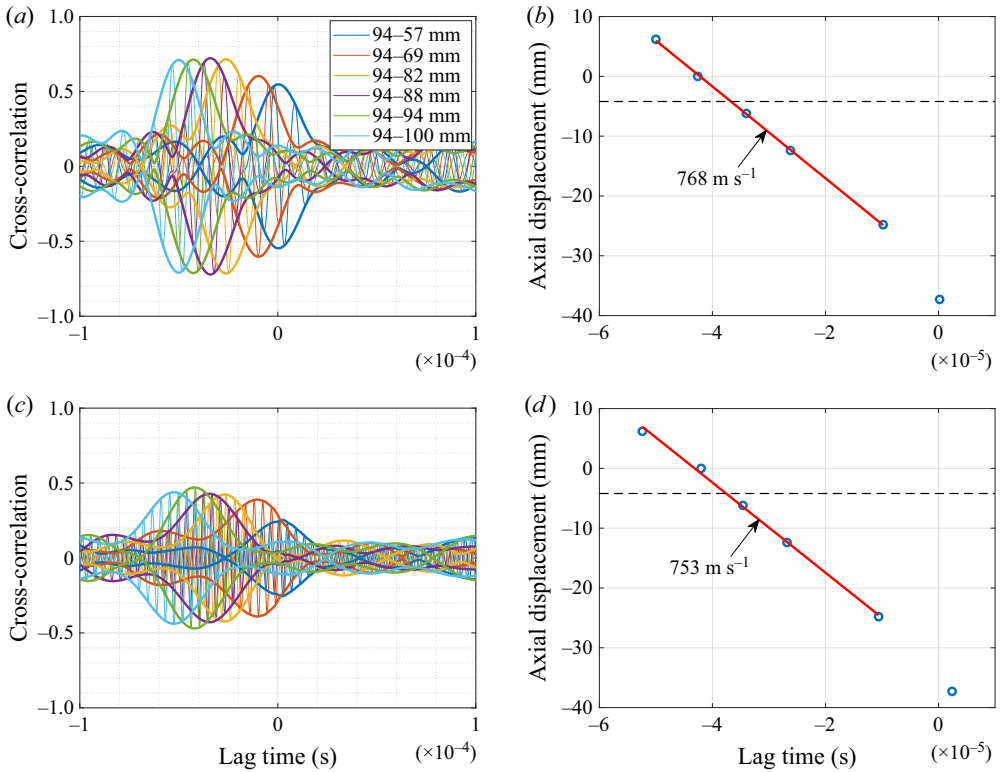 (a)
1.0
0.5
0
–0.5
–1.0
Cross-correlation
94–57 mm
94–69 mm
94–82 mm
94–88 mm
94–94 mm
94–100 mm
–1
0
1
(×10–4)
(b)
10
0
–10
–20
–30
–40
Axial displacement (mm)
768 m s–1
–6
–4
–2
0
(×10–5)
(c)
1.0
0.5
0
–0.5
–1.0
Cross-correlation
–1
0
1
(×10–4)
Lag time (s)
(d)
10
0
–10
–20
–30
–40
Axial displacement (mm)
753 m s–1
–6
–4
–2
0
(×10–5)
Lag time (s)